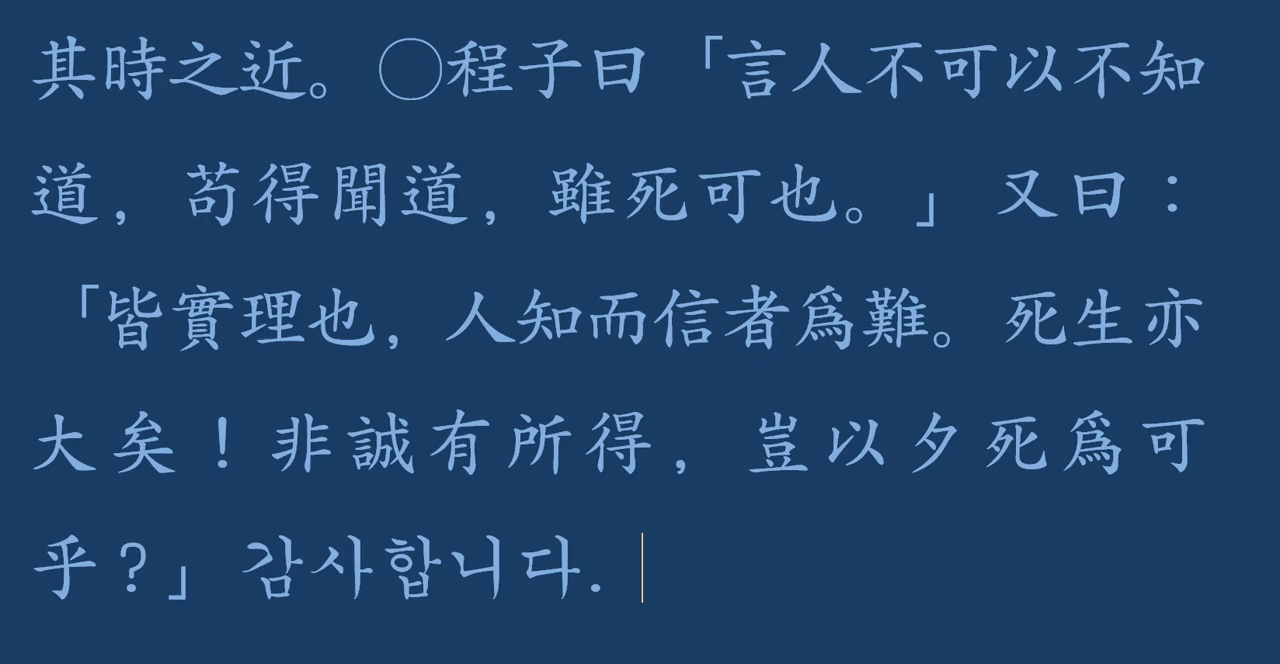 其時之近。◯程子曰「言人不可以不知
道，苟得聞道，雖死可也。」又曰：
「皆實理也，人知而信者爲難。死生亦
大矣！非誠有所得，豈以夕死爲可
乎？」감사합니다.